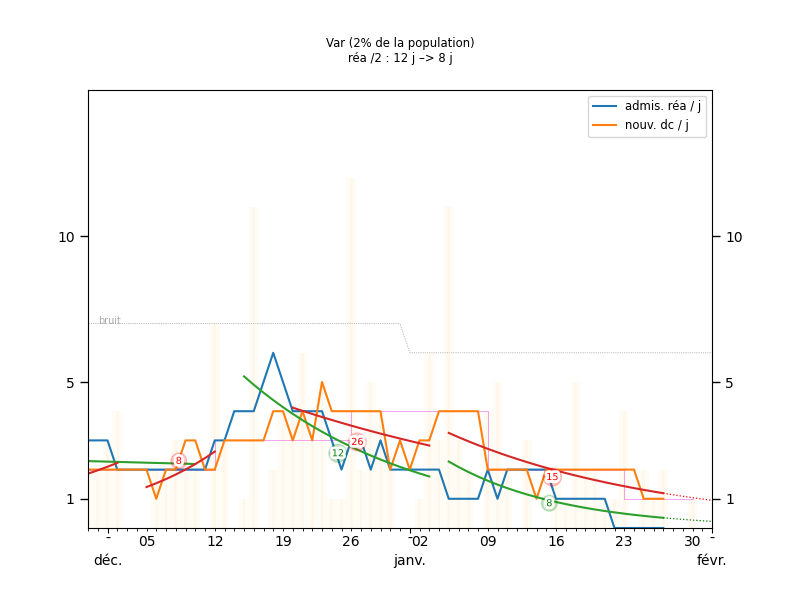 Var (2% de la population)
réa /2 : 12 j –> 8 j
admis. réa / j
nouv. dc / j
10
10
bruit
5
5
8
26
12
15
8
1
1
- 05 12 19 26 -02 09 16 23 30 -
déc. janv. févr.